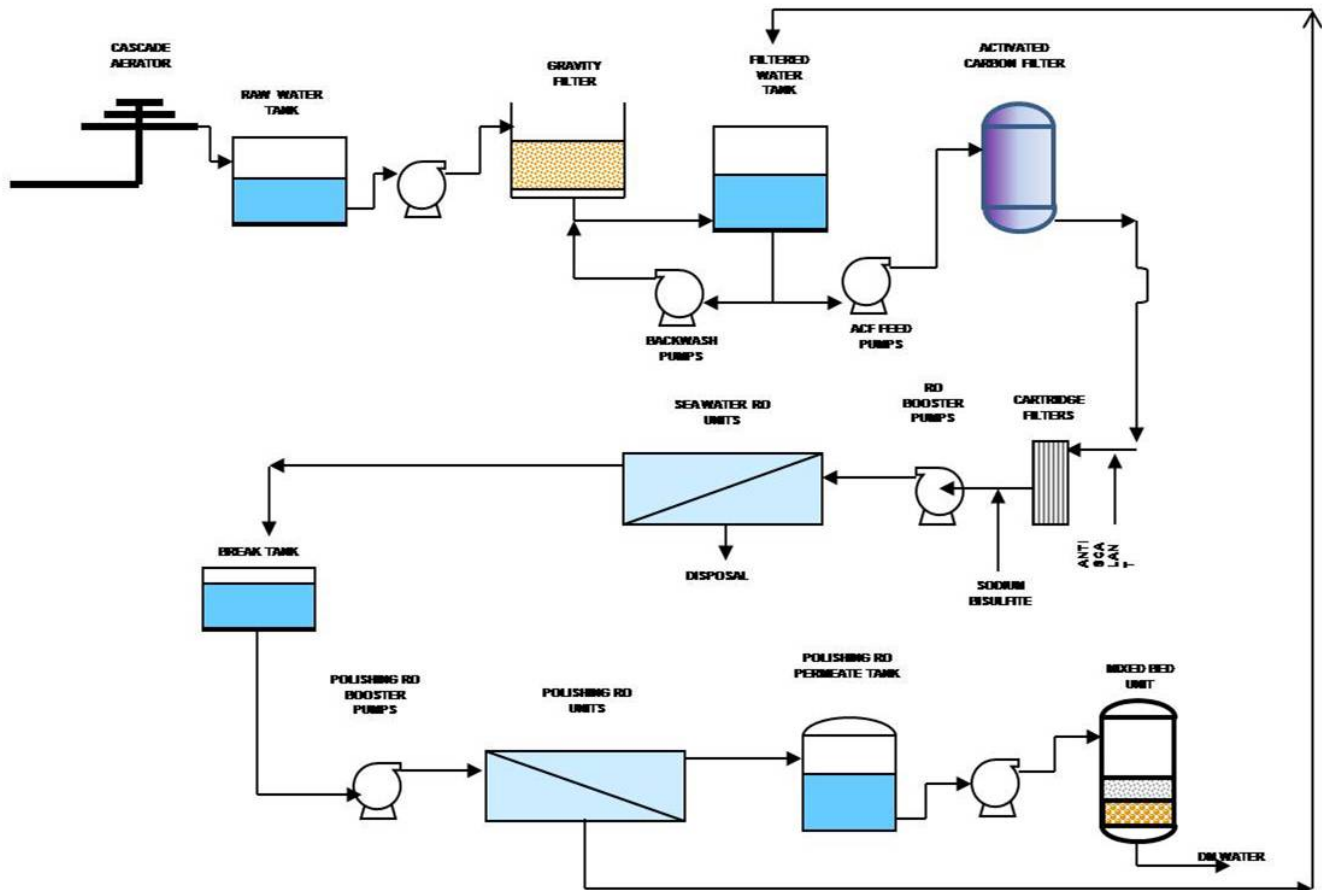 CASCADE
AERATOR
RAW WATER
TANK
GRAVITY
FILTER
FILTERED
WATER
TANK
ACTIVATED
CARBON FILTER
BACKWASH
PUMPS
ACF FEED
PUMPS
SEA WATER RO
UNITS
RO
BOOSTER
PUMPS
CARTRIDGE
FILTERS
DISPOSAL
SODIUM
BISULFITE
ANTI
SCA
LAN
T
BREAK TANK
POLISHING RO
BOOSTER
PUMPS
POLISHING RO
UNITS
POLISHING RO
PERMEATE TANK
MIXED BED
UNIT
DM WATER